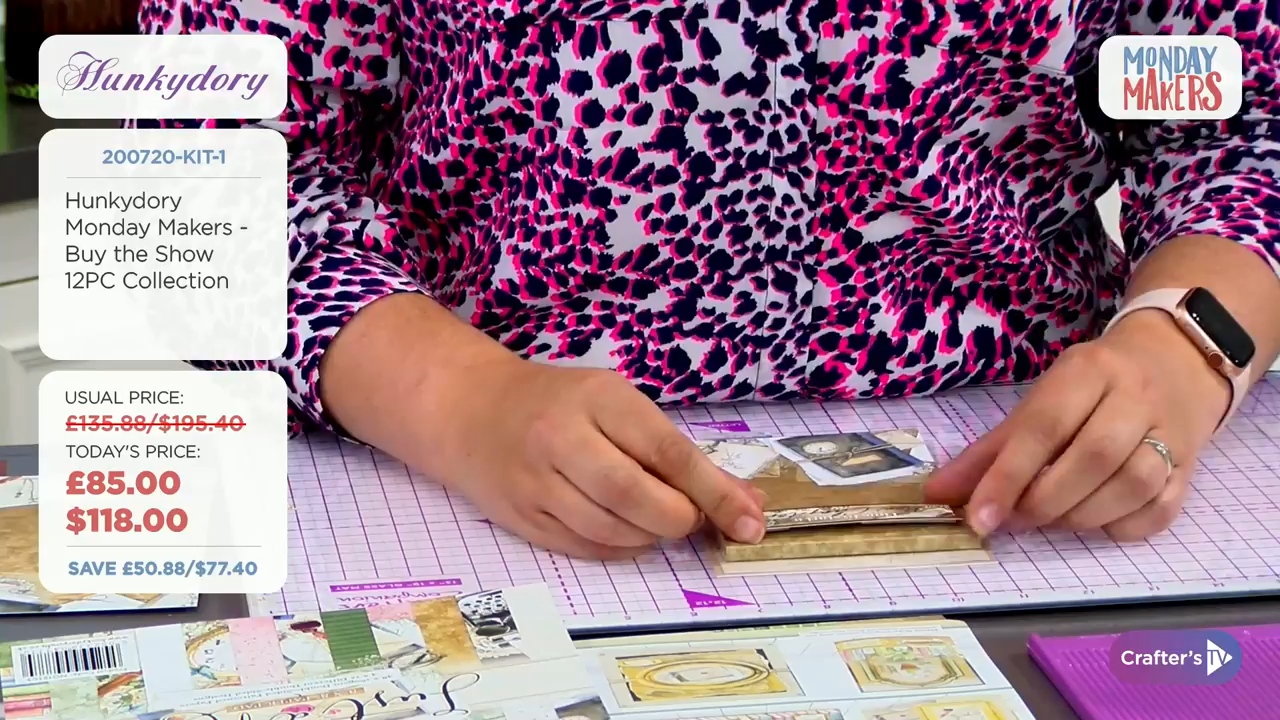 Hunkydory
MONDAY
MAKERS
200720-KIT-1
Hunkydory
Monday Makers -
Buy the Show
12PC Collection
USUAL PRICE:
£135.88/$195.40
TODAY'S PRICE:
£85.00
$118.00
SAVE £50.88/$77.40
Crafter's TV